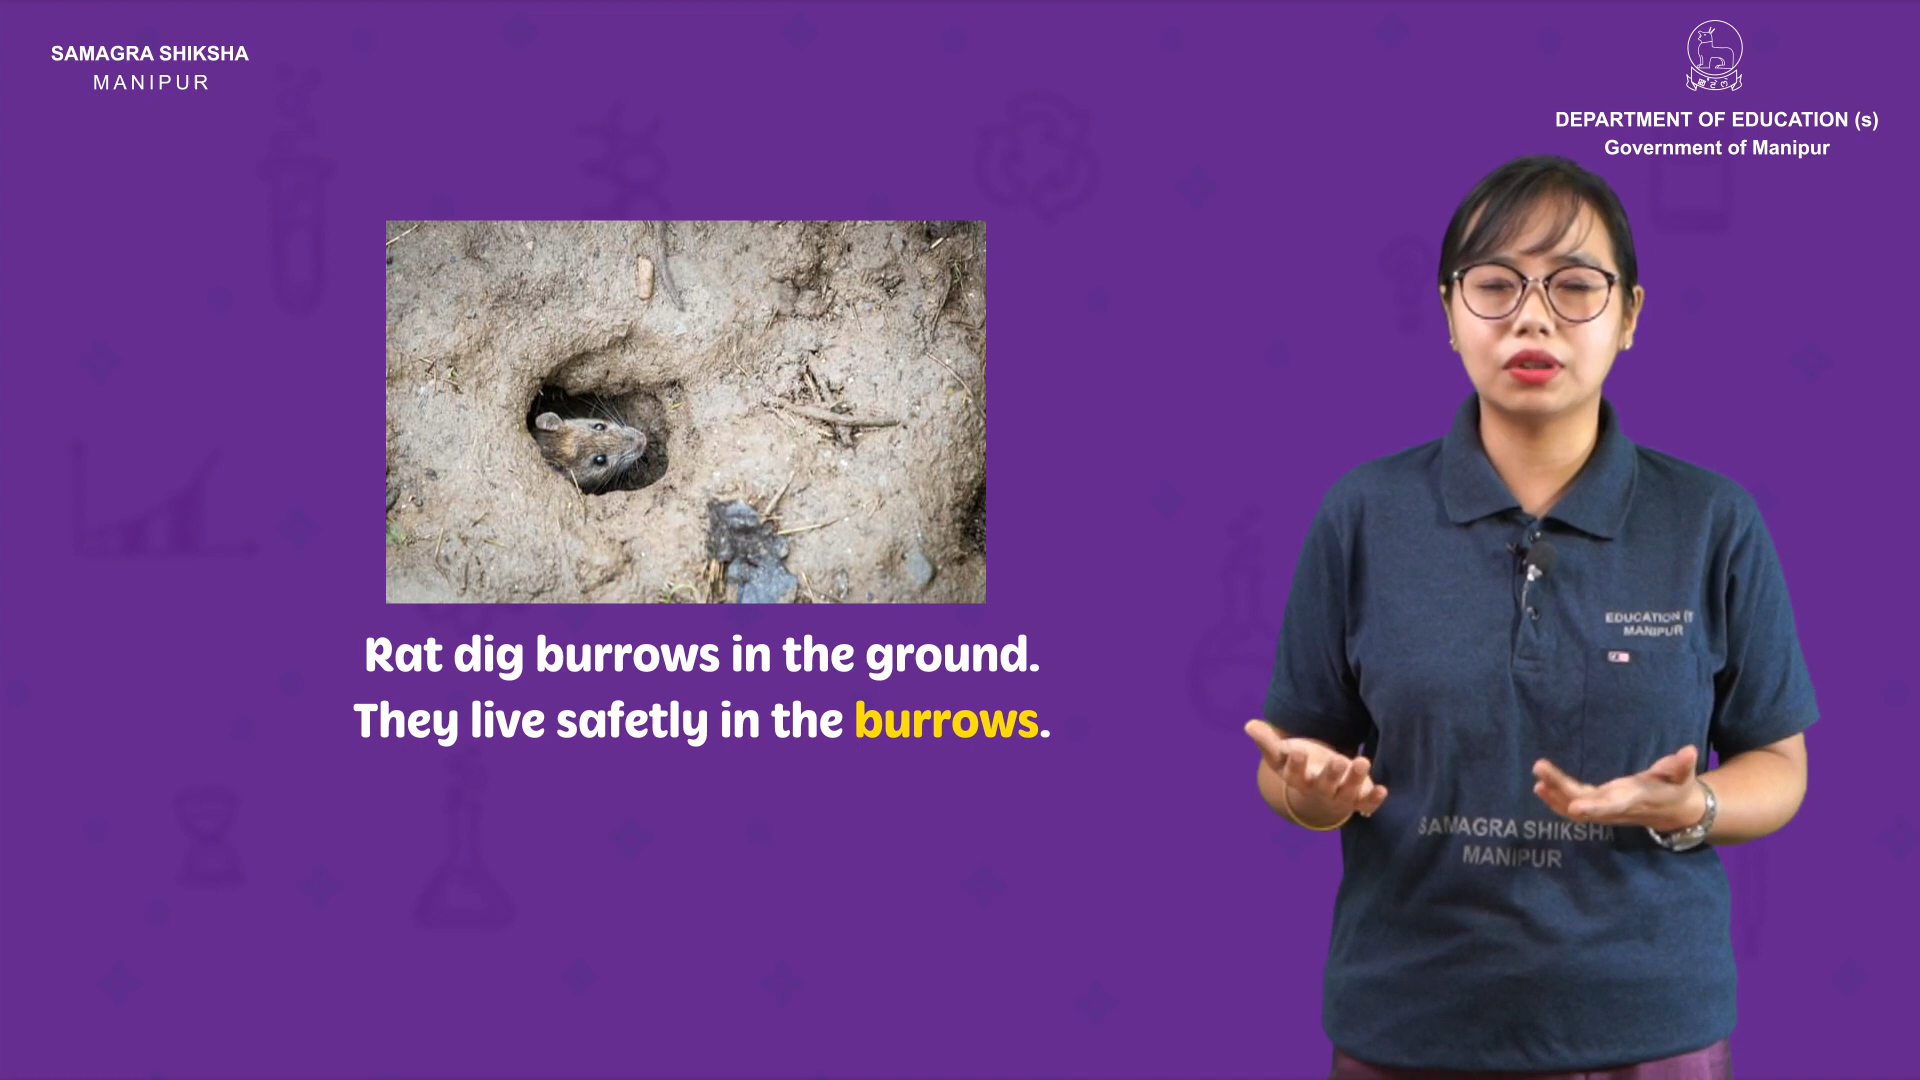 SAMAGRA SHIKSHA
MANIPUR
DEPARTMENT OF EDUCATION (s)
Government of Manipur
Rat dig burrows in the ground.
They live safetly in the burrows.
EDUCATION
MANIPUR
SAMAGRA SHIKSHA
MANIPUR